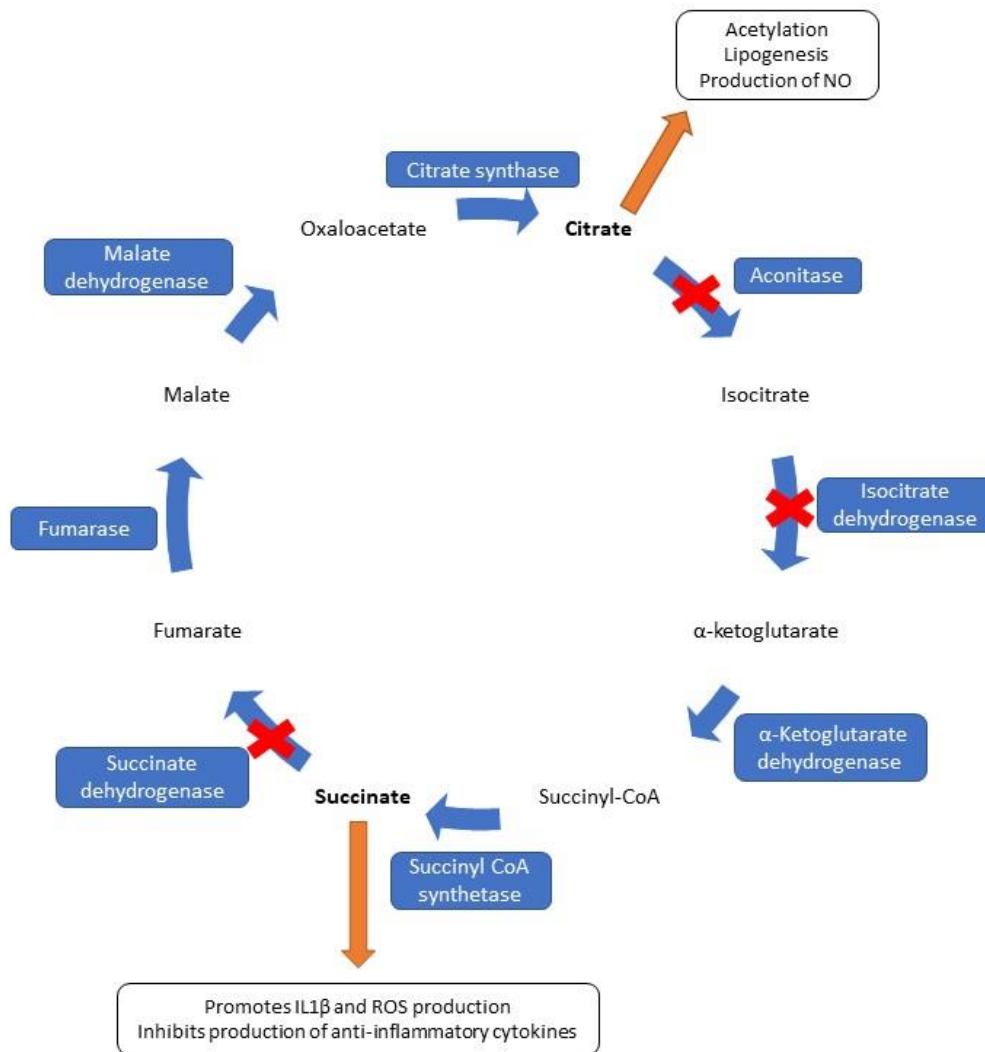 Acetylation
Lipogenesis
Production of NO
Citrate synthase
Oxaloacetate
Citrate
Malate
dehydrogenase
Aconitase
Malate
Isocitrate
Fumarase
Isocitrate
dehydrogenase
Fumarate
α-ketoglutarate
Succinate
dehydrogenase
α-Ketoglutarate
dehydrogenase
Succinate
Succinyl-CoA
Succinyl CoA
synthetase
Promotes IL1β and ROS production
Inhibits production of anti-inflammatory cytokines